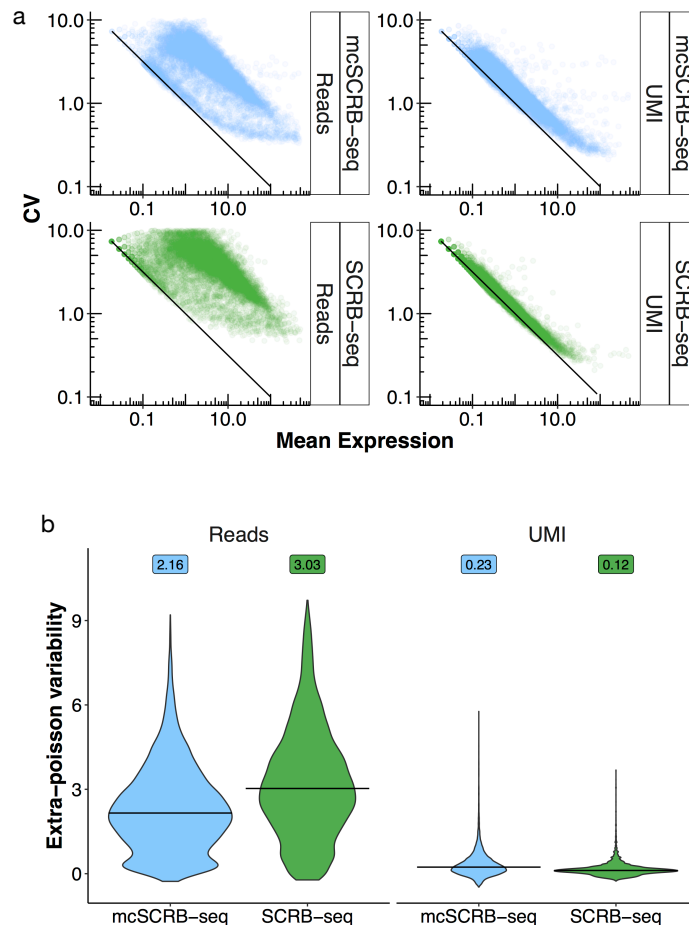 a
10.0
1.0
0.1
0.1 10.0
Reads
mcSCRB−seq
10.0
1.0
0.1
0.1 10.0
UMI
mcSCRB−seq
CV
10.0
1.0
0.1
0.1 10.0
Reads
SCRB−seq
10.0
1.0
0.1
0.1 10.0
UMI
SCRB−seq
Mean Expression
b
Reads UMI
2.16 3.03 0.23 0.12
Extra−poisson variability
9
6
3
0
mcSCRB−seq SCRB−seq mcSCRB−seq SCRB−seq